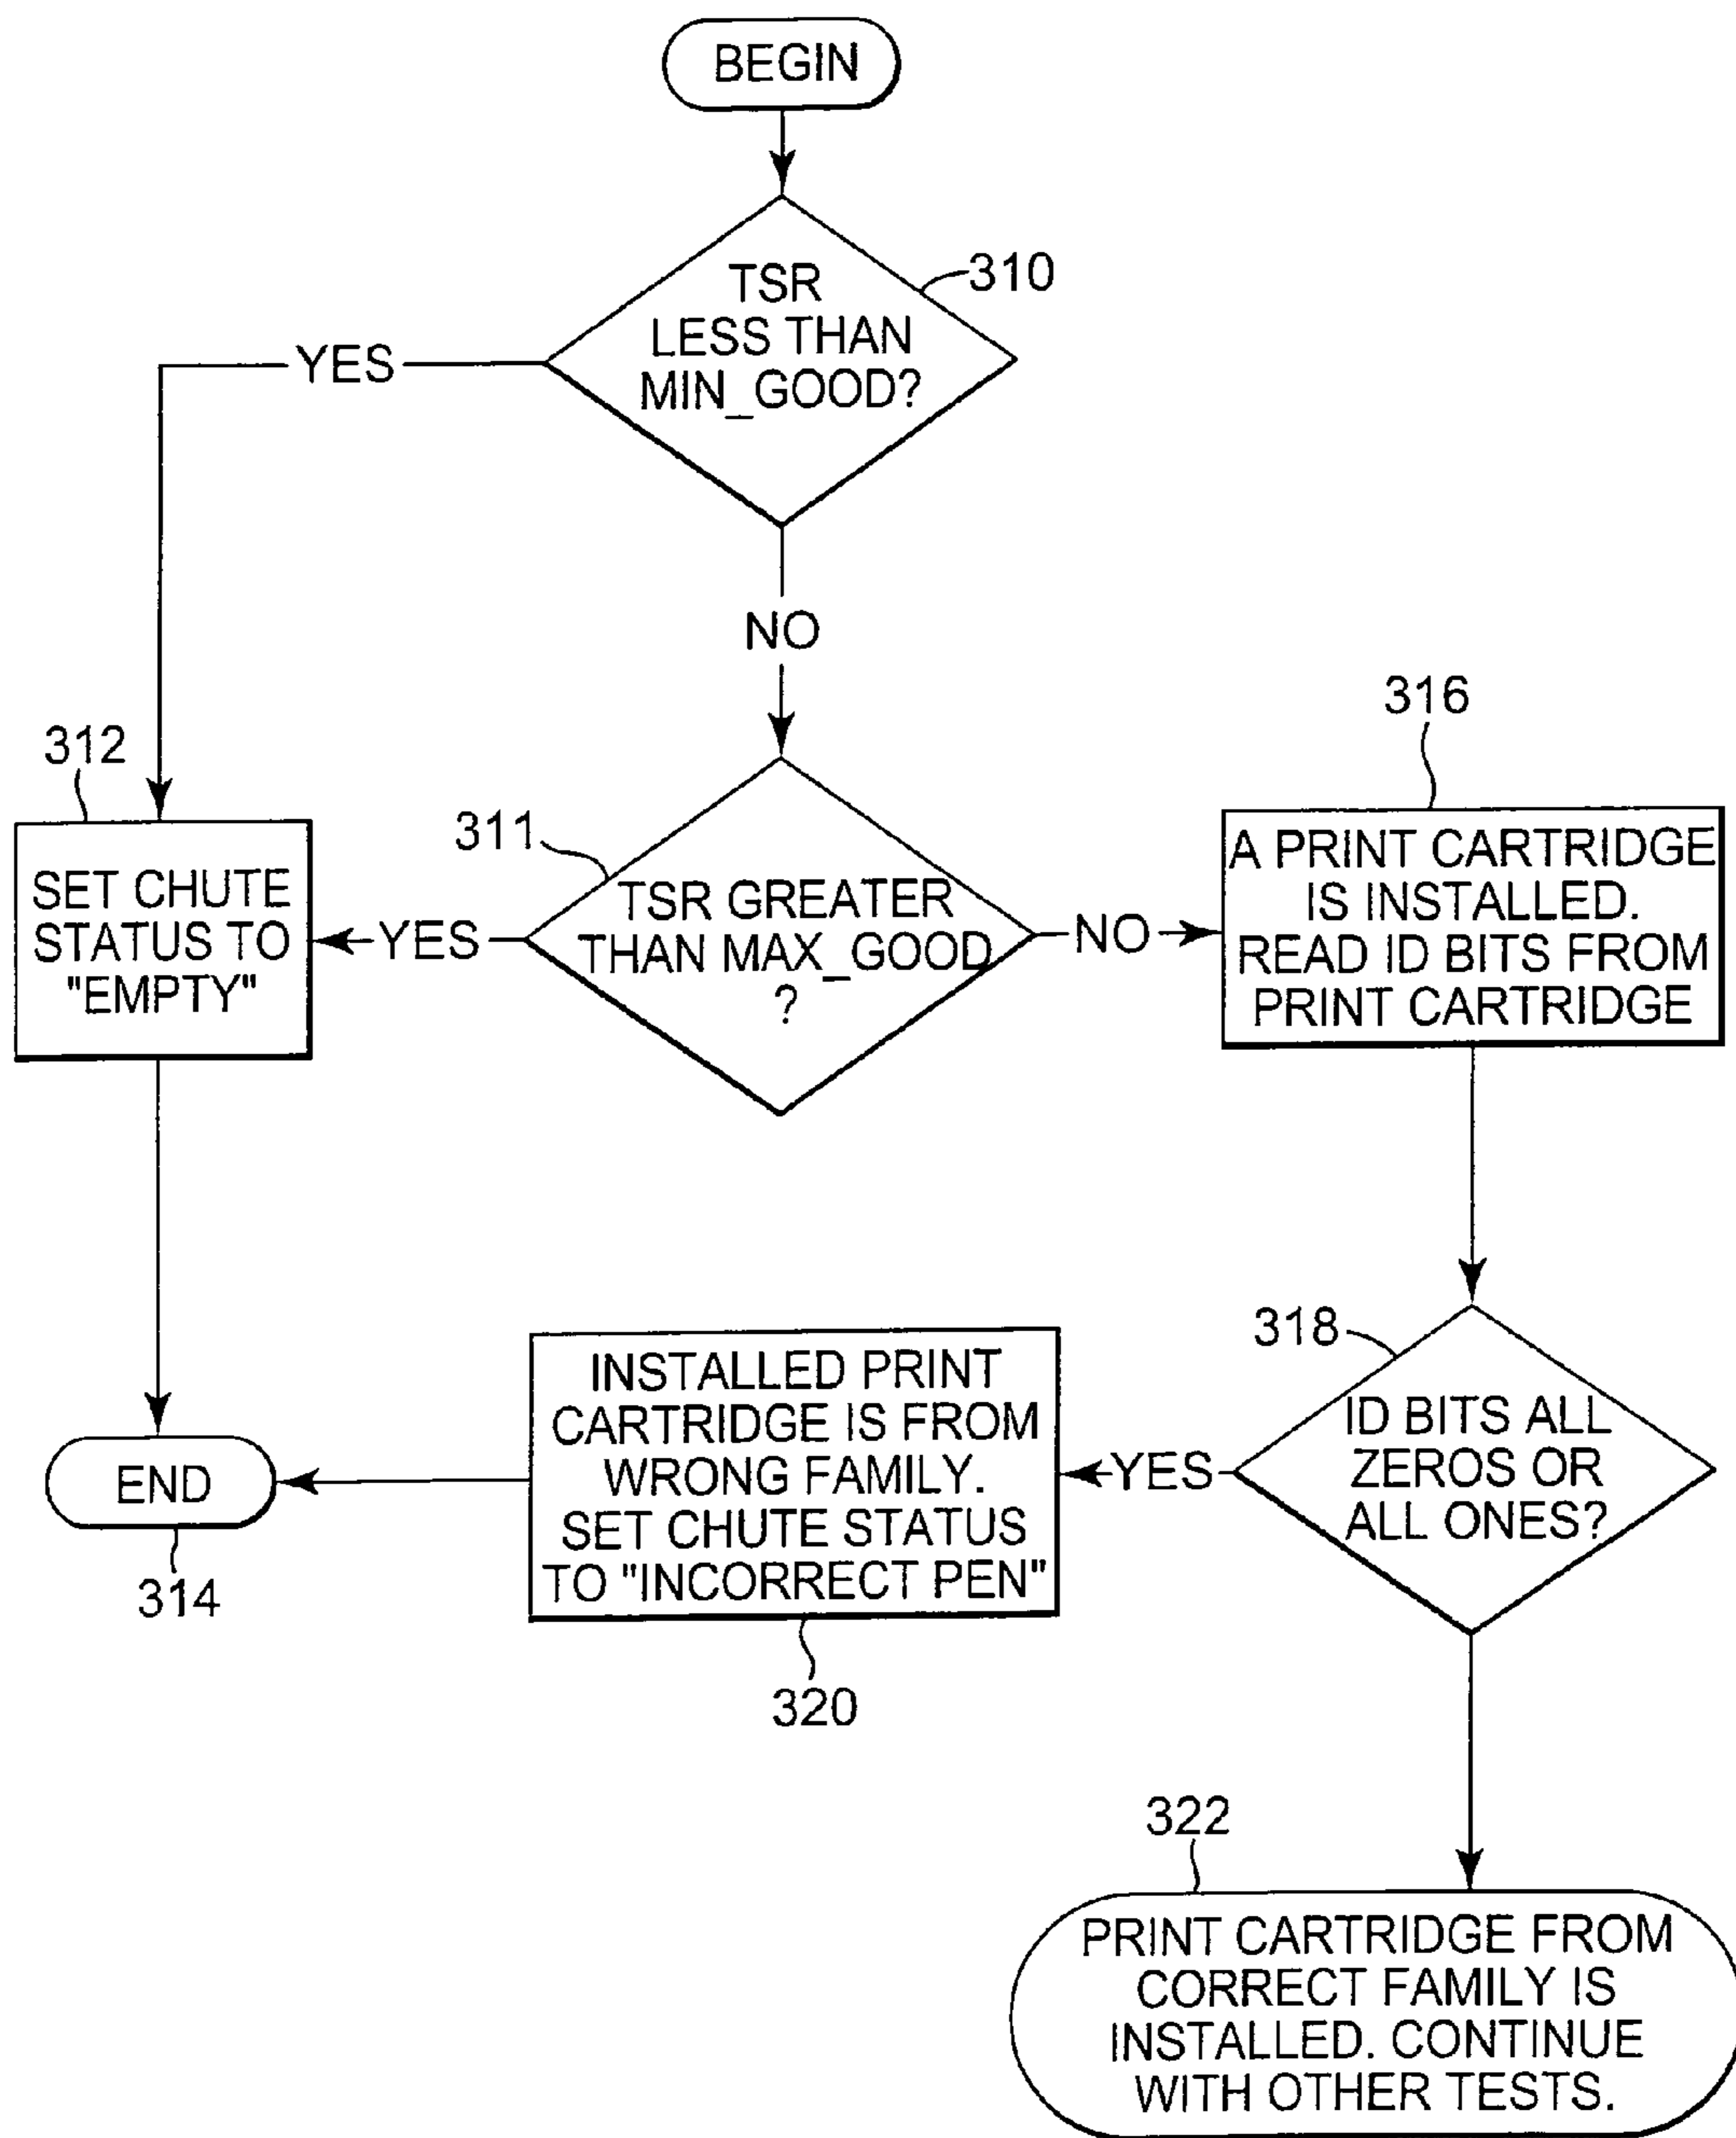 BEGIN
TSR
LESS THAN
MIN_GOOD?
310
YES
NO
312
SET CHUTE
STATUS TO
"EMPTY"
311
TSR GREATER
THAN MAX_GOOD
?
YES
NO
316
A PRINT CARTRIDGE
IS INSTALLED.
READ ID BITS FROM
PRINT CARTRIDGE
318
ID BITS ALL
ZEROS OR
ALL ONES?
YES
INSTALLED PRINT
CARTRIDGE IS FROM
WRONG FAMILY.
SET CHUTE STATUS
TO "INCORRECT PEN"
320
END
314
322
PRINT CARTRIDGE FROM
CORRECT FAMILY IS
INSTALLED. CONTINUE
WITH OTHER TESTS.